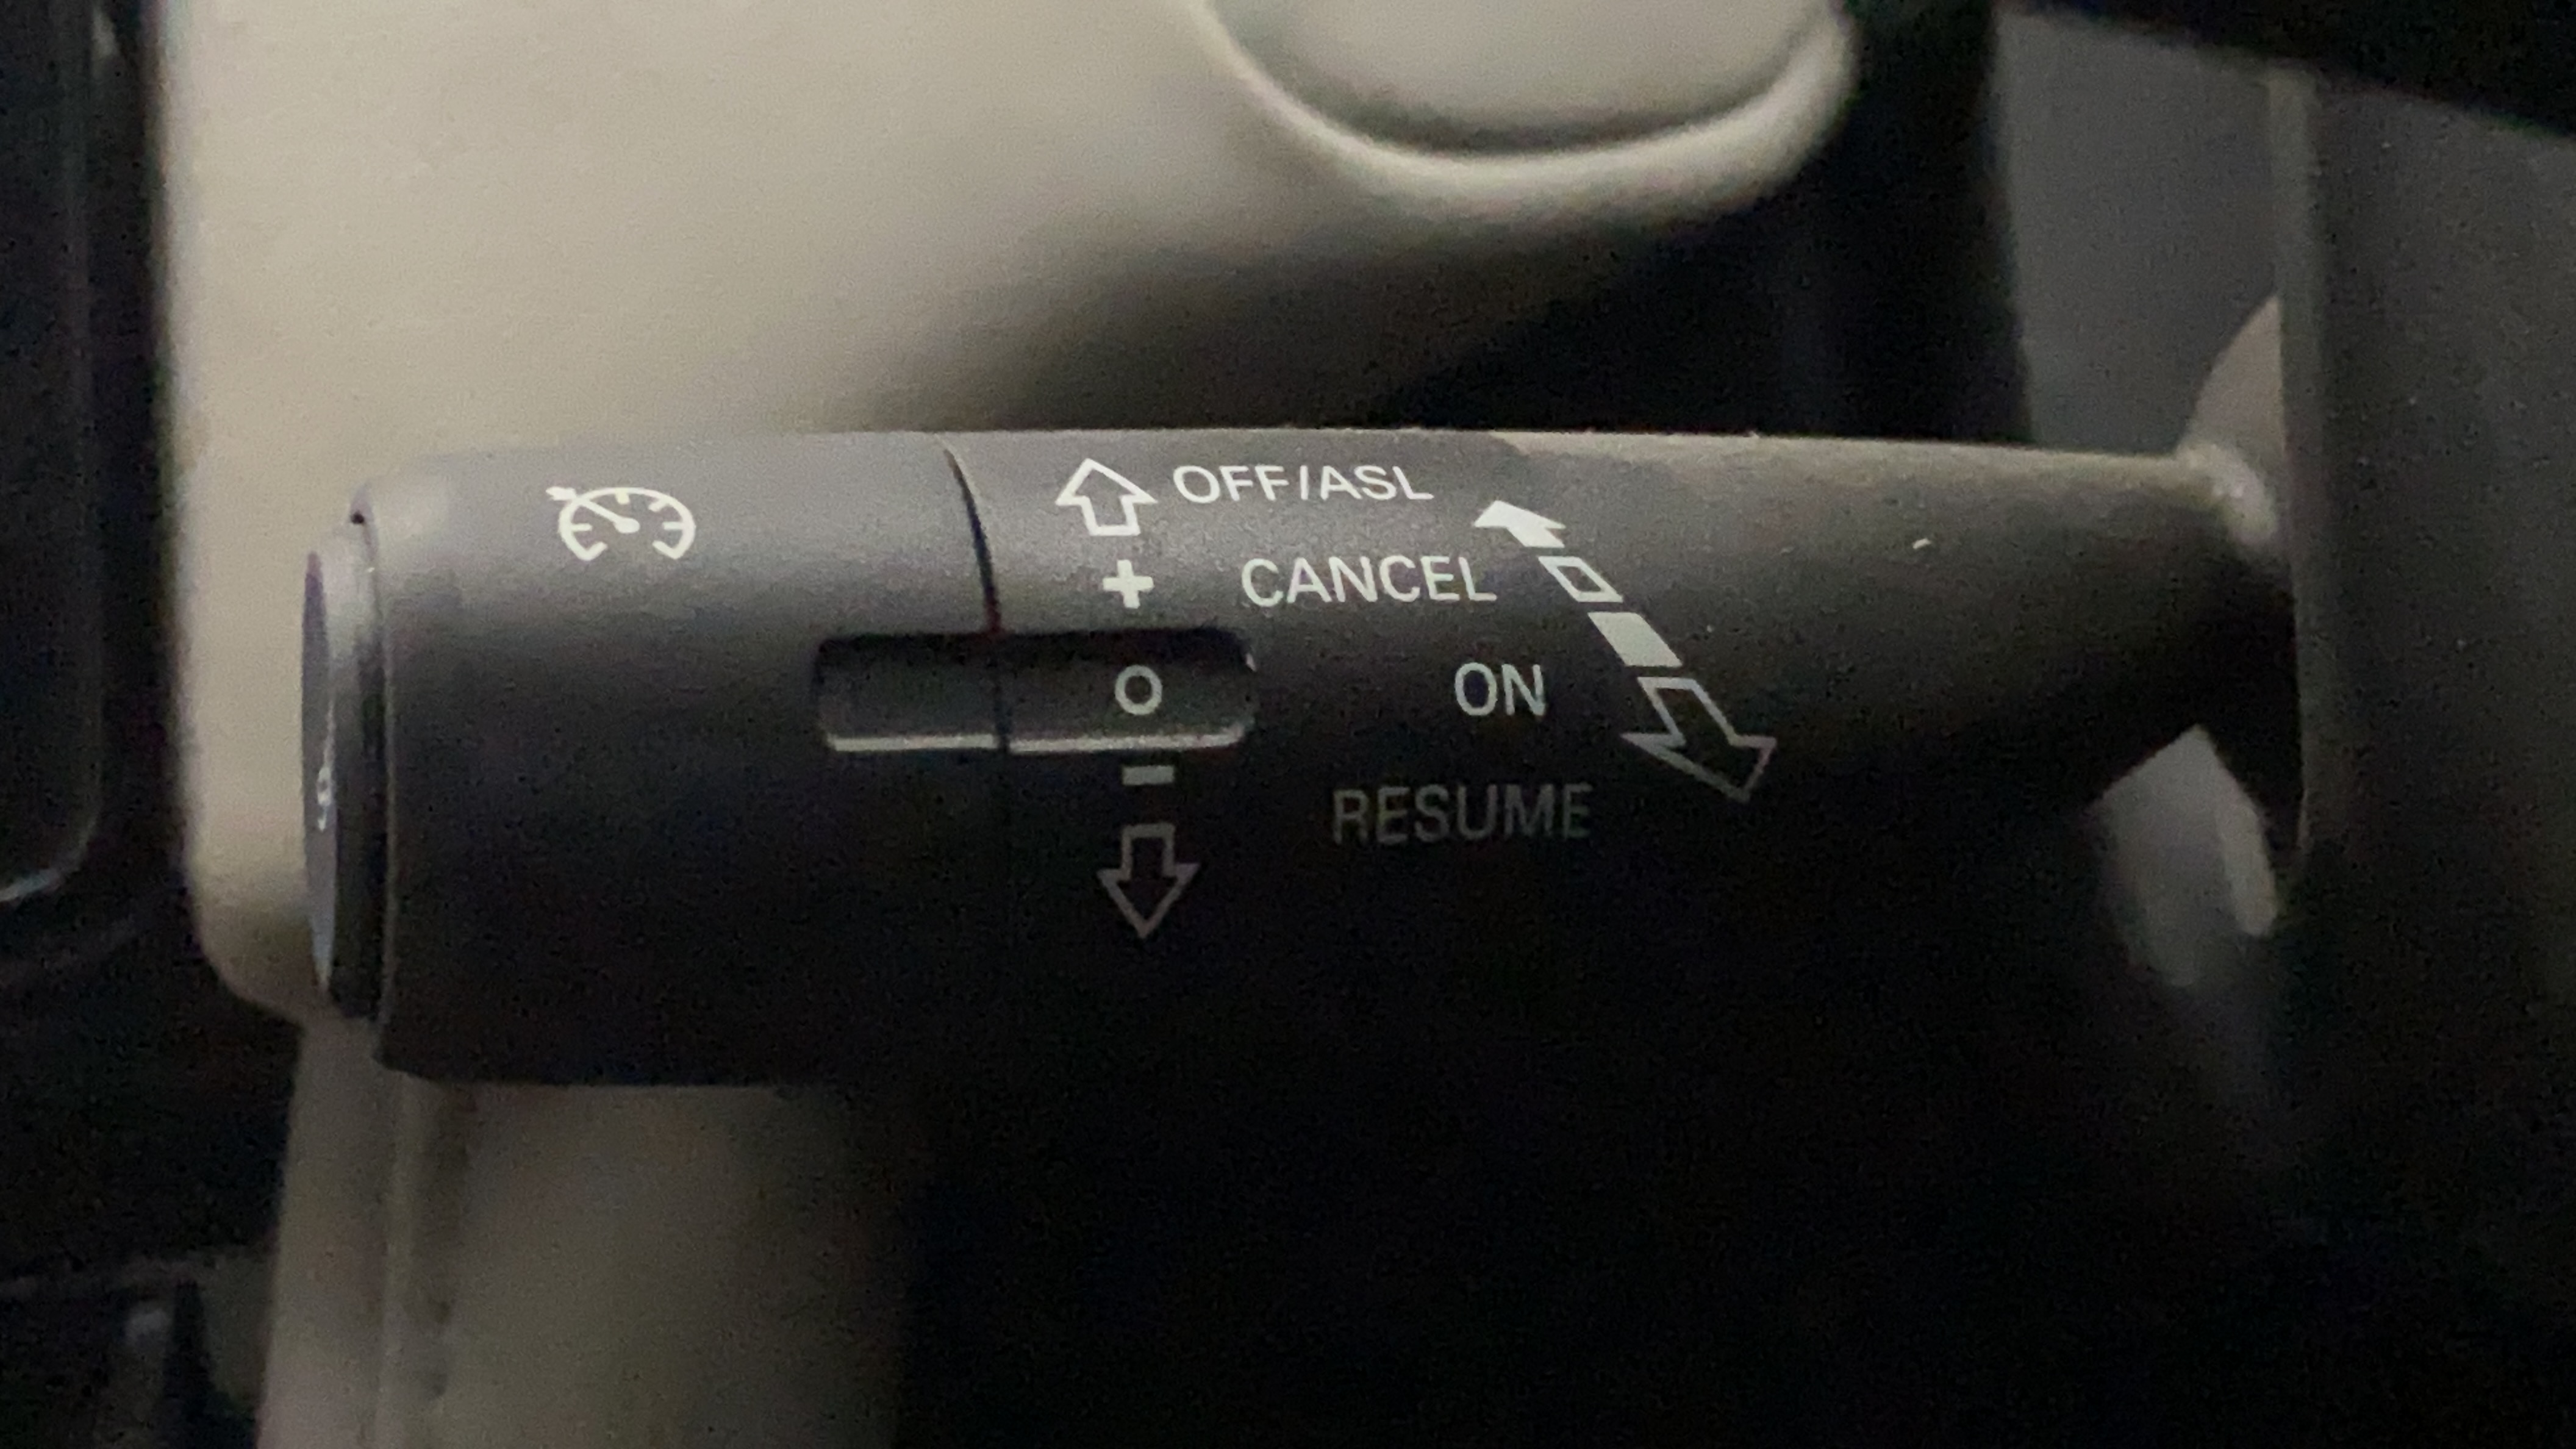 OFF/ASL
+ CANCEL
O ON
−
RESUME